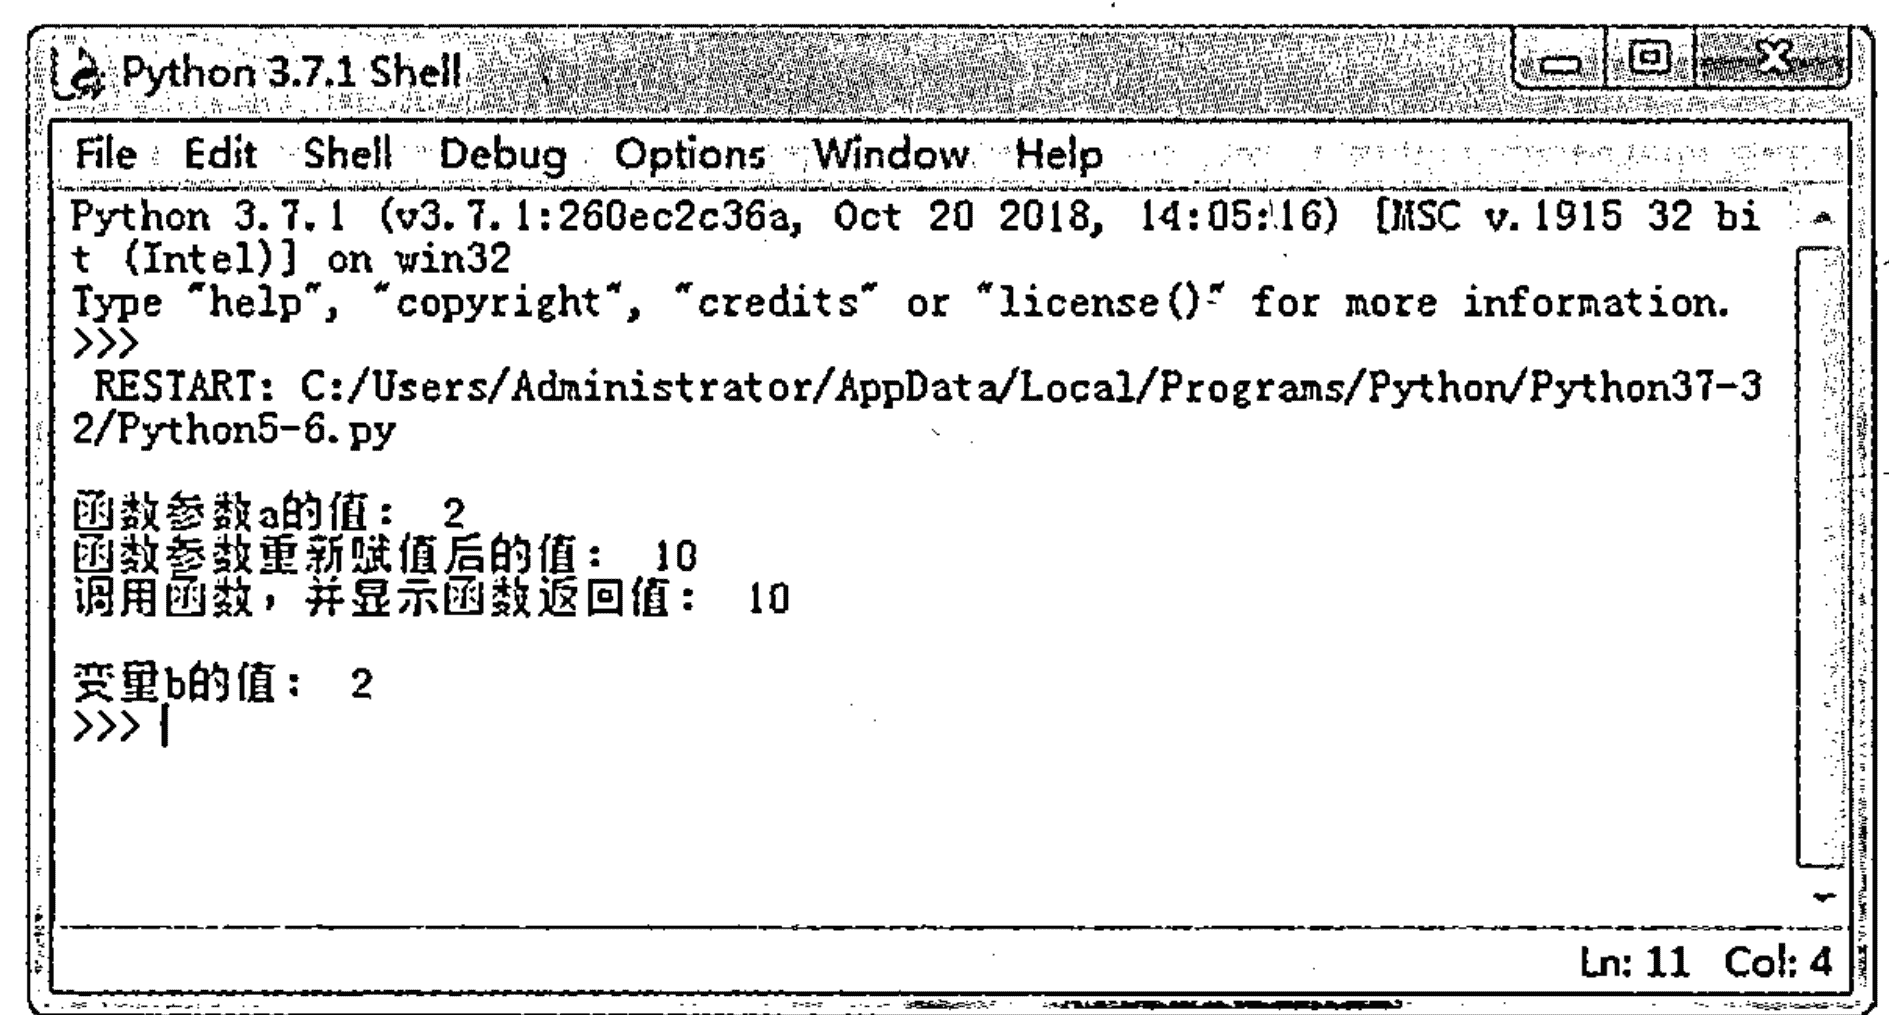 Python 3.7.1 Shell
File Edit Shell Debug Options Window Help
Python 3.7.1 (v3.7.1:260ec2c36a, Oct 20 2018, 14:05:16) [MSC v.1915 32 bi
t (Intel)] on win32
Type "help", "copyright", "credits" or "license()" for more information.
>>>
RESTART: C:/Users/Administrator/AppData/Local/Programs/Python/Python37-3
2/Python5-6.py
函数参数a的值： 2
函数参数重新赋值后的值： 10
调用函数，并显示函数返回值： 10
变量b的值： 2
>>>
Ln: 11 Col: 4